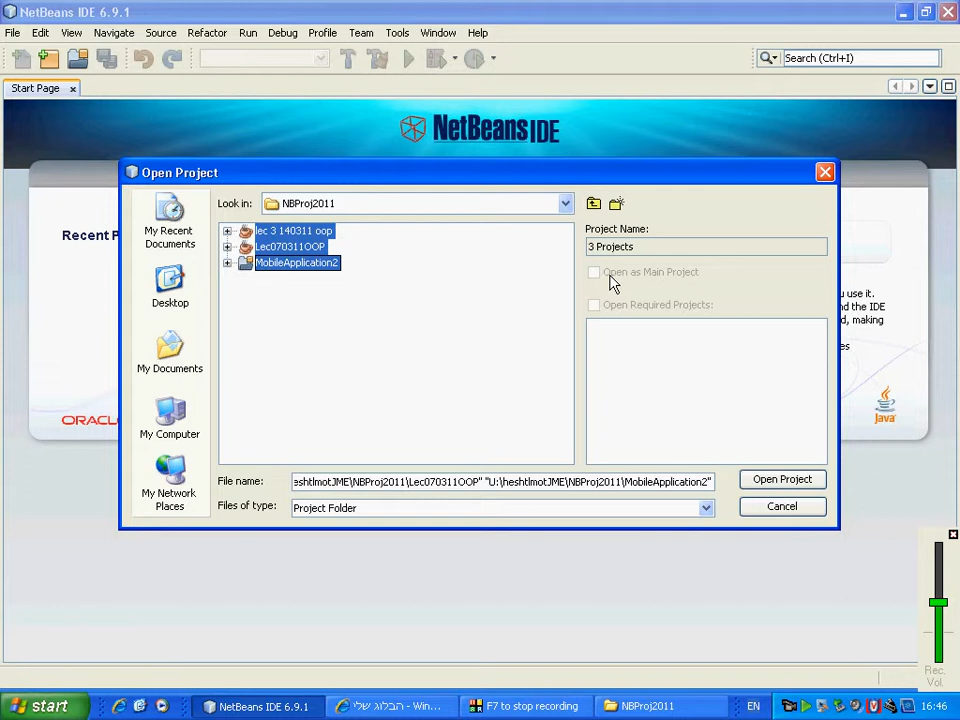 NetBeans IDE 6.9.1
File Edit View Navigate Source Refactor Run Debug Profile Team Tools Window Help
Search (Ctrl+I)
Start Page
NetBeans IDE
Open Project
Look in: NBProj2011
My Recent Documents
Desktop
My Documents
My Computer
My Network Places
lec 3 140311 oop
Lec070311OOP
MobileApplication2
Project Name:
3 Projects
Open as Main Project
Open Required Projects:
File name: eshtlmotJME\NBProj2011\Lec070311OOP" "U:\heshtlmotJME\NBProj2011\MobileApplication2"
Open Project
Files of type: Project Folder
Cancel
Recent P
u use it.
nd the IDE
d, making
es
ORACL
Java
Rec.
Vol.
start
NetBeans IDE 6.9.1
הבלוג שלי - Win...
F7 to stop recording
NBProj2011
EN
16:46